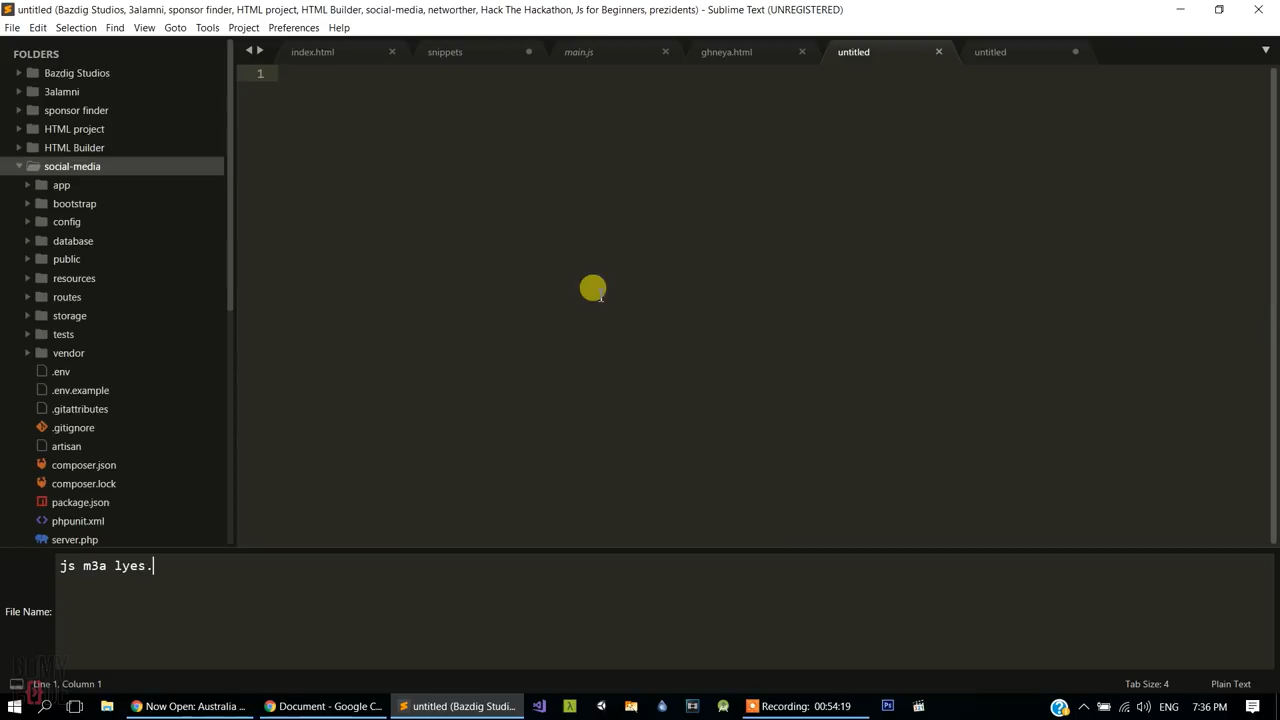 untitled (Bazdig Studios, 3alamni, sponsor finder, HTML project, HTML Builder, social-media, networther, Hack The Hackathon, Js for Beginners, prezidents) - Sublime Text (UNREGISTERED)
File Edit Selection Find View Goto Tools Project Preferences Help
FOLDERS
index.html
snippets
main.js
ghneya.html
untitled
untitled
1
Bazdig Studios
3alamni
sponsor finder
HTML project
HTML Builder
social-media
app
bootstrap
config
database
public
resources
routes
storage
tests
vendor
.env
.env.example
.gitattributes
.gitignore
artisan
composer.json
composer.lock
package.json
phpunit.xml
server.php
js m3a lyes.
File Name:
Line 1, Column 1
Tab Size: 4
Plain Text
Now Open: Australia ...
Document - Google C...
untitled (Bazdig Studi...
Recording: 00:54:19
ENG
7:36 PM